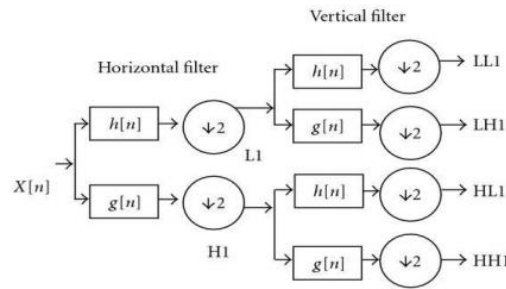 Vertical filter
Horizontal filter
h[n]
↓2
LL1
h[n]
↓2
L1
g[n]
↓2
LH1
X[n]
g[n]
↓2
H1
h[n]
↓2
HL1
g[n]
↓2
HH1